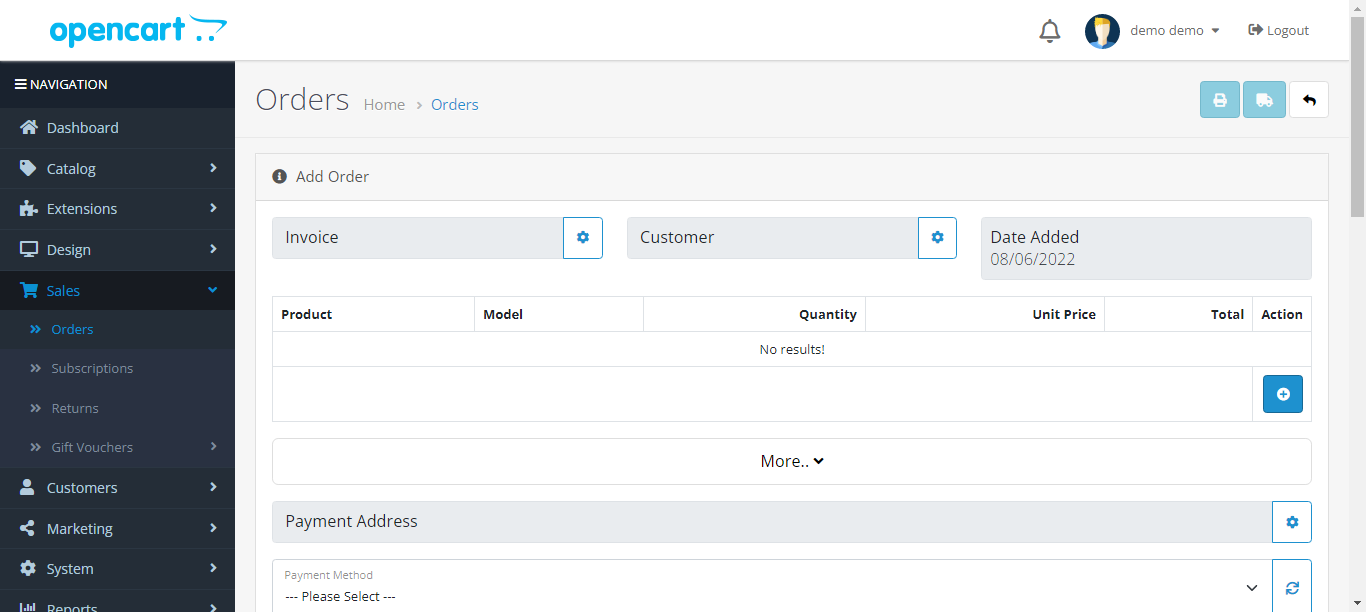 opencart
demo demo
Logout
NAVIGATION
Dashboard
Catalog
Extensions
Design
Sales
Orders
Subscriptions
Returns
Gift Vouchers
Customers
Marketing
System
Reports
Orders Home > Orders
Add Order
Invoice
Customer
Date Added
08/06/2022
Product Model Quantity Unit Price Total Action
No results!
More..
Payment Address
Payment Method
--- Please Select ---